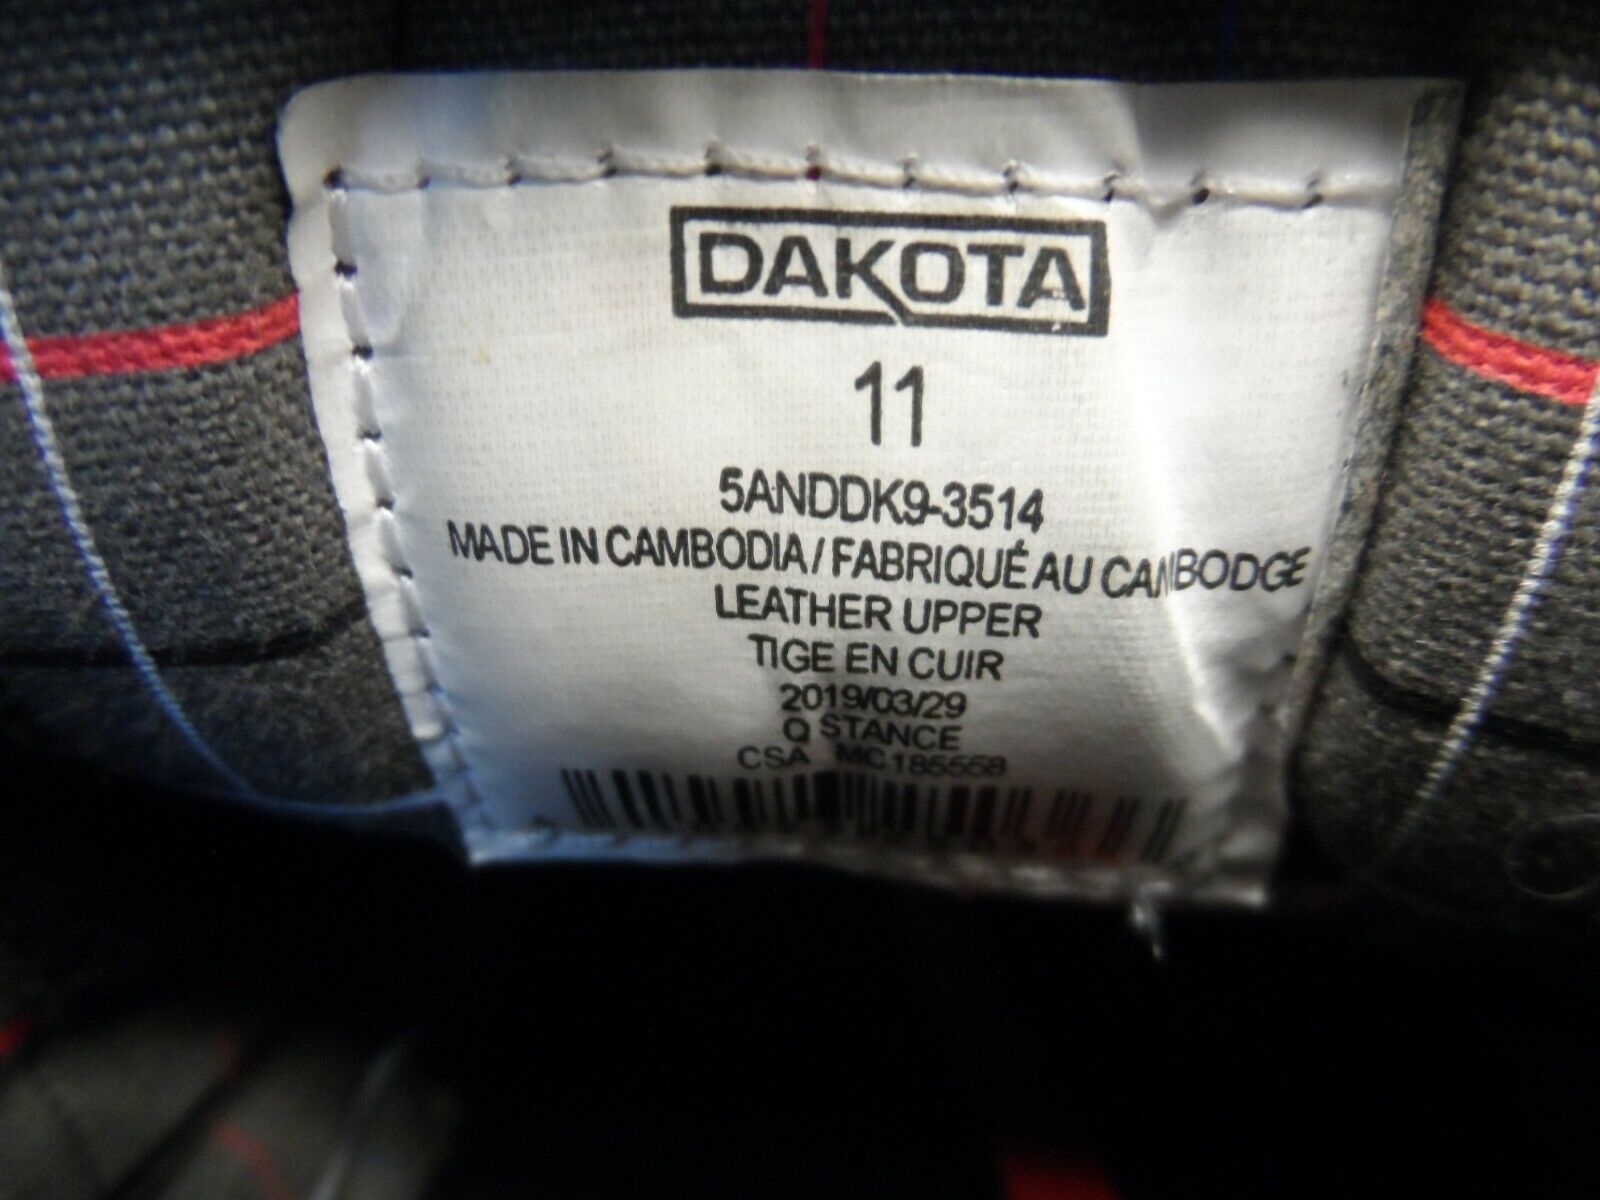 DAKOTA
11
5ANDDK9-3514
MADE IN CAMBODIA / FABRIQUÉ AU CAMBODGE
LEATHER UPPER
TIGE EN CUIR
2019/03/29
Q STANCE
CSA MC185558